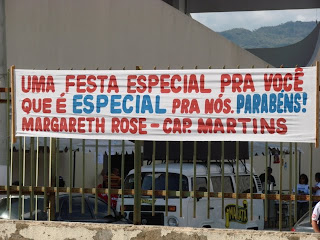 UMA FESTA ESPECIAL PRA VOCÊ
QUE É ESPECIAL PRA NÓS. PARABÉNS!
MARGARETH ROSE - CAP. MARTINS